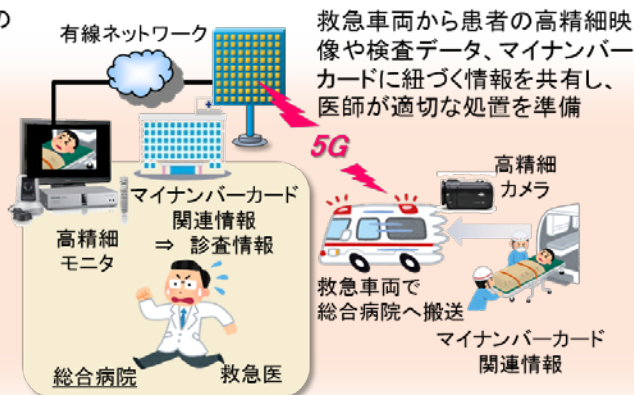 の
有線ネットワーク
救急車両から患者の高精細映
像や検査データ、マイナンバー
カードに紐づく情報を共有し、
医師が適切な処置を準備
5G
高精細
カメラ
マイナンバーカード
関連情報
⇒ 診査情報
高精細
モニタ
救急車両で
総合病院へ搬送
マイナンバーカード
関連情報
総合病院
救急医